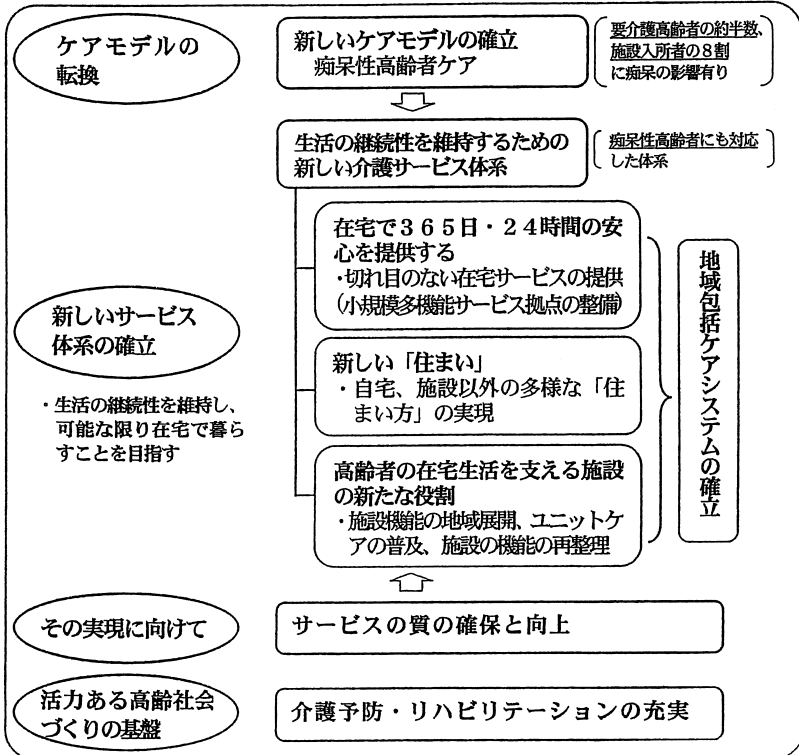 ケアモデルの
転換
新しいケアモデルの確立
痴呆性高齢者ケア
要介護高齢者の約半数、
施設入所者の8割
に痴呆の影響有り
生活の継続性を維持するための
新しい介護サービス体系
痴呆性高齢者にも対応
した体系
新しいサービス
体系の確立
・生活の継続性を維持し、
可能な限り在宅で暮ら
すことを目指す
在宅で365日・24時間の安
心を提供する
・切れ目のない在宅サービスの提供
(小規模多機能サービス拠点の整備)
新しい「住まい」
・自宅、施設以外の多様な「住
まい方」の実現
高齢者の在宅生活を支える施設
の新たな役割
・施設機能の地域展開、ユニットケ
アの普及、施設の機能の再整理
地域包括ケアシステムの確立
その実現に向けて
サービスの質の確保と向上
活力ある高齢社会
づくりの基盤
介護予防・リハビリテーションの充実